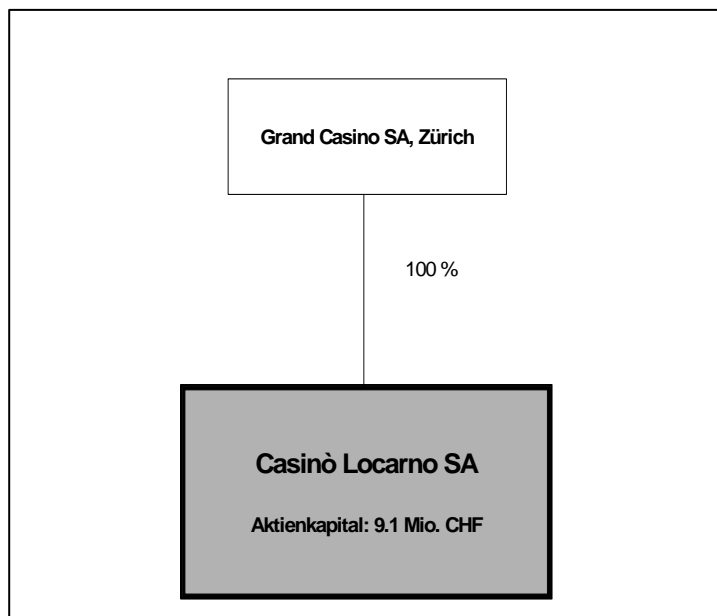 Grand Casino SA, Zürich
100 %
Casinò Locarno SA
Aktienkapital: 9.1 Mio. CHF